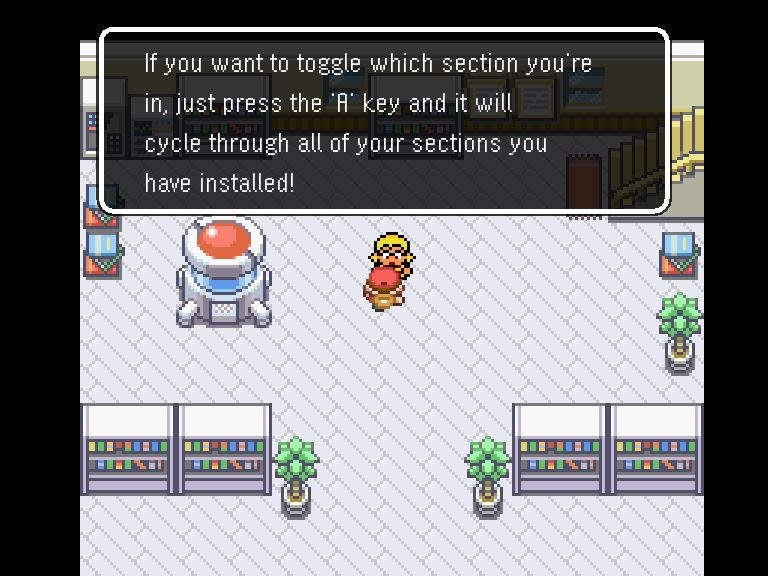 If you want to toggle which section you're
in, just press the 'A' key and it will
cycle through all of your sections you
have installed!